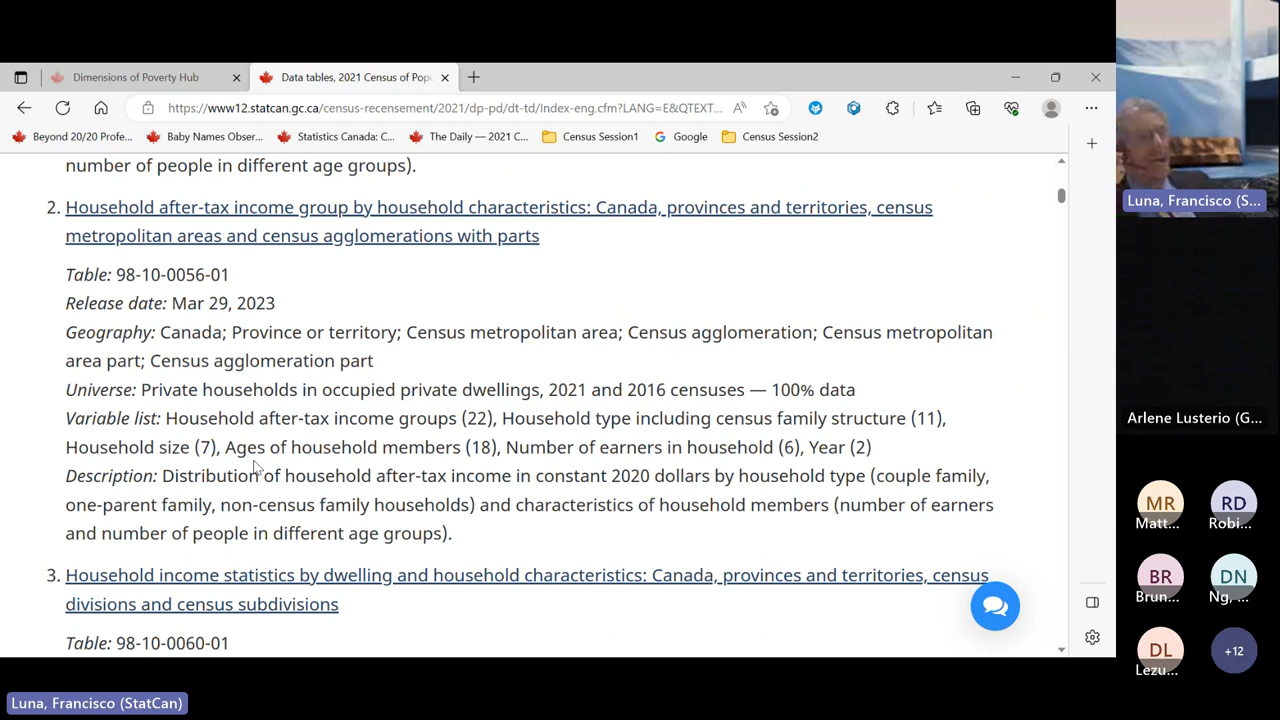 Dimensions of Poverty Hub
Data tables, 2021 Census of Pop
https://www12.statcan.gc.ca/census-recensement/2021/dp-pd/dt-td/Index-eng.cfm?LANG=E&QTEXT...
Beyond 20/20 Profe...
Baby Names Obser...
Statistics Canada: C...
The Daily — 2021 C...
Census Session1
Google
Census Session2
number of people in different age groups).
2. Household after-tax income group by household characteristics: Canada, provinces and territories, census
metropolitan areas and census agglomerations with parts
Table: 98-10-0056-01
Release date: Mar 29, 2023
Geography: Canada; Province or territory; Census metropolitan area; Census agglomeration; Census metropolitan
area part; Census agglomeration part
Universe: Private households in occupied private dwellings, 2021 and 2016 censuses — 100% data
Variable list: Household after-tax income groups (22), Household type including census family structure (11),
Household size (7), Ages of household members (18), Number of earners in household (6), Year (2)
Description: Distribution of household after-tax income in constant 2020 dollars by household type (couple family,
one-parent family, non-census family households) and characteristics of household members (number of earners
and number of people in different age groups).
3. Household income statistics by dwelling and household characteristics: Canada, provinces and territories, census
divisions and census subdivisions
Table: 98-10-0060-01
Luna, Francisco (S...
Arlene Lusterio (G...
MR
RD
Matt...
Robi...
BR
DN
Brun...
Ng, ...
DL
+12
Lezu...
Luna, Francisco (StatCan)